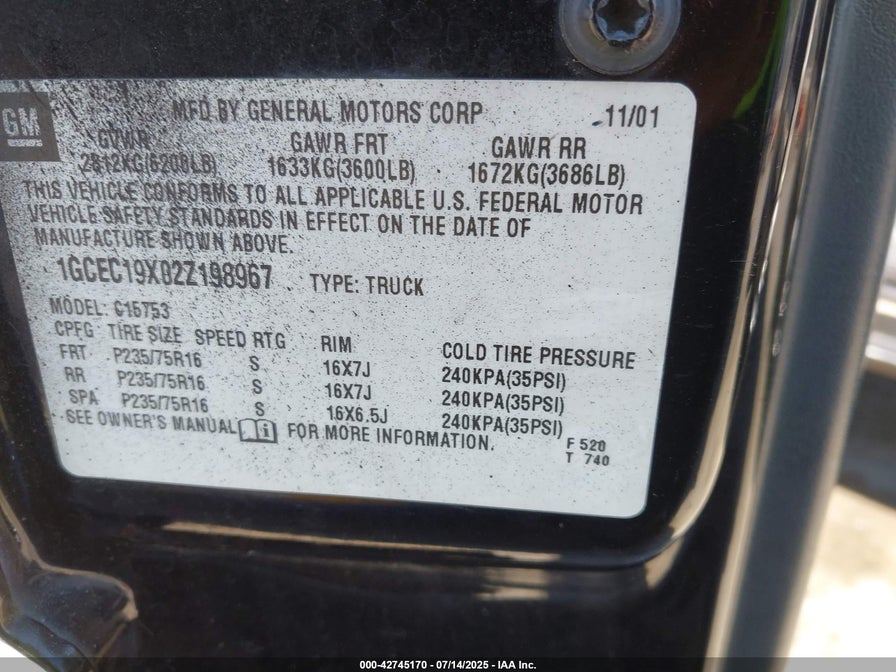 GM
MFD BY GENERAL MOTORS CORP 11/01
GVWR GAWR FRT GAWR RR
2812KG(6200LB) 1633KG(3600LB) 1672KG(3686LB)
THIS VEHICLE CONFORMS TO ALL APPLICABLE U.S. FEDERAL MOTOR
VEHICLE SAFETY STANDARDS IN EFFECT ON THE DATE OF
MANUFACTURE SHOWN ABOVE.
1GCEC19X02Z198967 TYPE: TRUCK
MODEL: C15753
CPFG TIRE SIZE SPEED RTG RIM COLD TIRE PRESSURE
FRT P235/75R16 S 16X7J 240KPA(35PSI)
RR P235/75R16 S 16X7J 240KPA(35PSI)
SPA P235/75R16 S 16X6.5J 240KPA(35PSI)
SEE OWNER'S MANUAL FOR MORE INFORMATION.
F 520
T 740
000-42745170 - 07/14/2025 - IAA Inc.